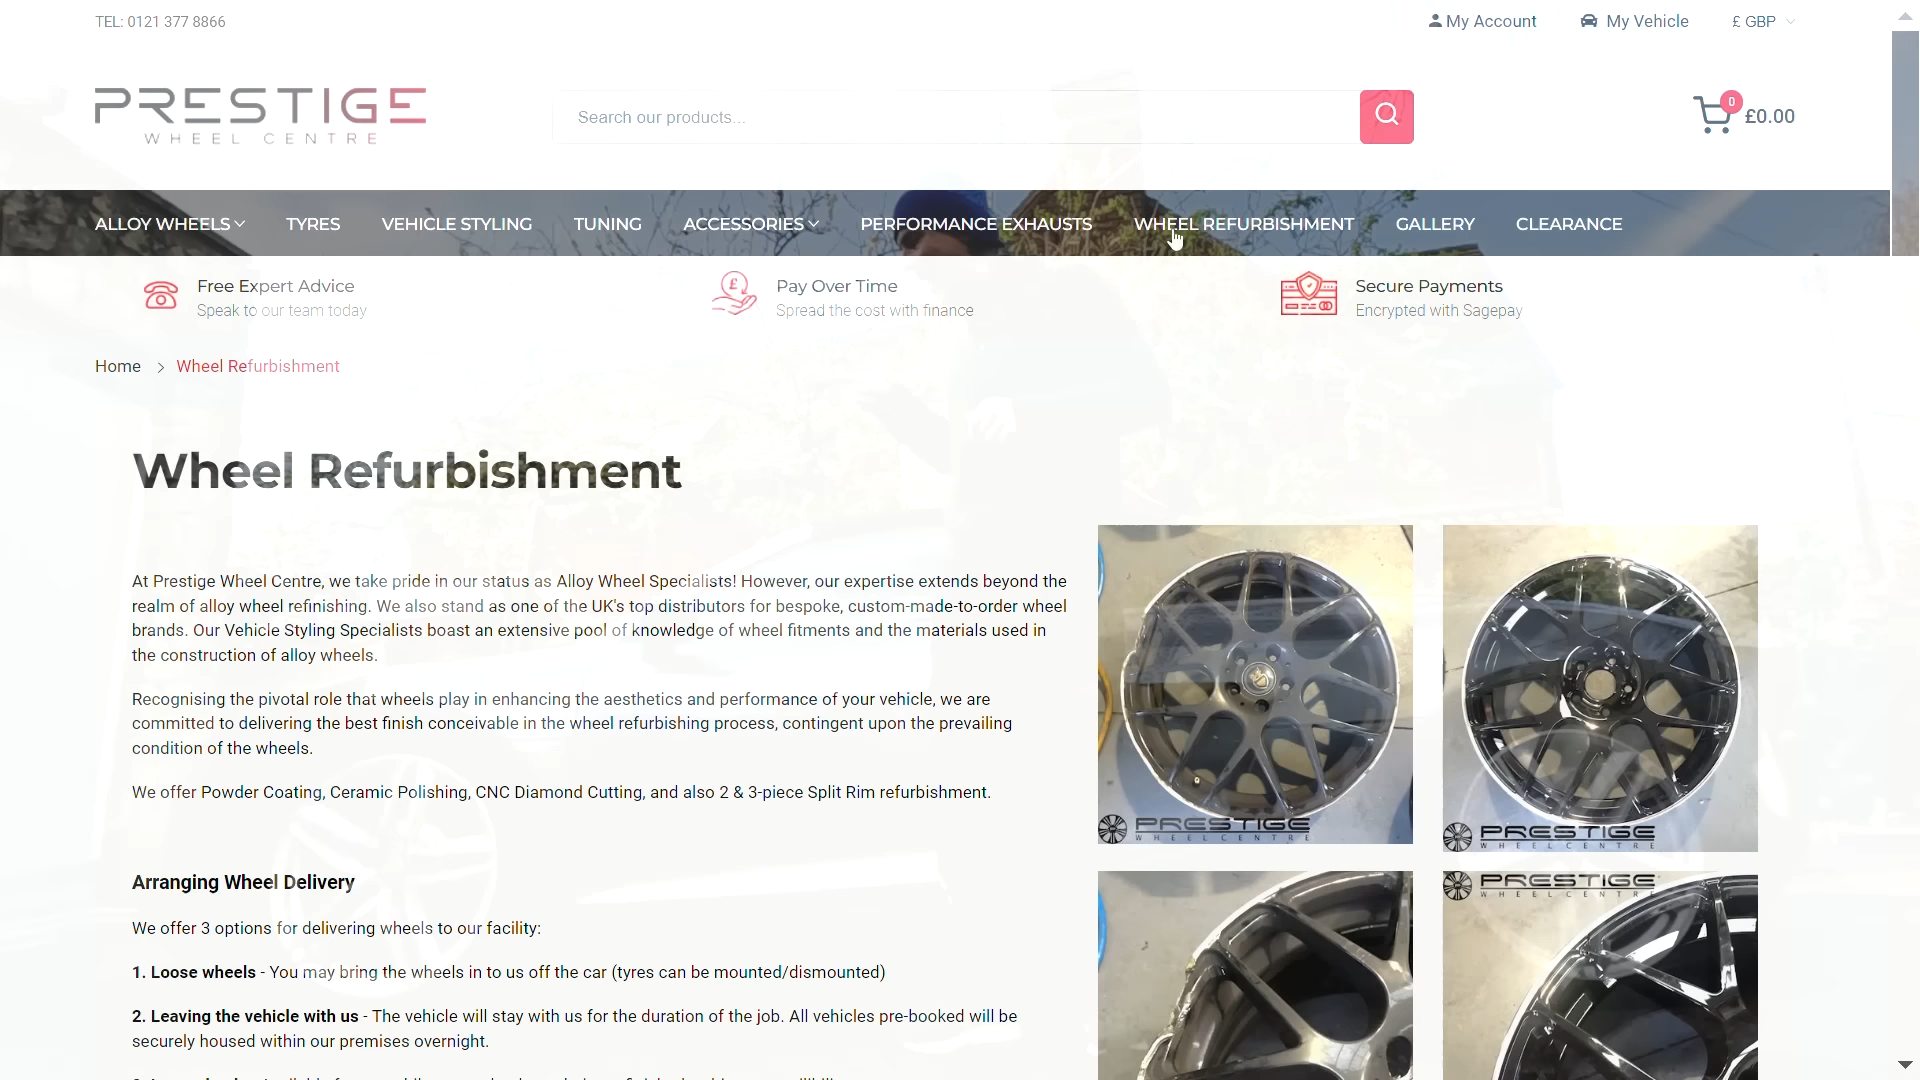 TEL: 0121 377 8866
My Account
My Vehicle
£ GBP
PRESTIGE
WHEEL CENTRE
Search our products...
0
£0.00
ALLOY WHEELS
TYRES
VEHICLE STYLING
TUNING
ACCESSORIES
PERFORMANCE EXHAUSTS
WHEEL REFURBISHMENT
GALLERY
CLEARANCE
Free Expert Advice
Speak to our team today
Pay Over Time
Spread the cost with finance
Secure Payments
Encrypted with Sagepay
Home > Wheel Refurbishment
Wheel Refurbishment
At Prestige Wheel Centre, we take pride in our status as Alloy Wheel Specialists! However, our expertise extends beyond the
realm of alloy wheel refinishing. We also stand as one of the UK's top distributors for bespoke, custom-made-to-order wheel
brands. Our Vehicle Styling Specialists boast an extensive pool of knowledge of wheel fitments and the materials used in
the construction of alloy wheels.
Recognising the pivotal role that wheels play in enhancing the aesthetics and performance of your vehicle, we are
committed to delivering the best finish conceivable in the wheel refurbishing process, contingent upon the prevailing
condition of the wheels.
We offer Powder Coating, Ceramic Polishing, CNC Diamond Cutting, and also 2 & 3-piece Split Rim refurbishment.
Arranging Wheel Delivery
We offer 3 options for delivering wheels to our facility:
1. Loose wheels - You may bring the wheels in to us off the car (tyres can be mounted/dismounted)
2. Leaving the vehicle with us - The vehicle will stay with us for the duration of the job. All vehicles pre-booked will be
securely housed within our premises overnight.
PRESTIGE
WHEEL CENTRE
PRESTIGE
WHEEL CENTRE
PRESTIGE
WHEEL CENTRE